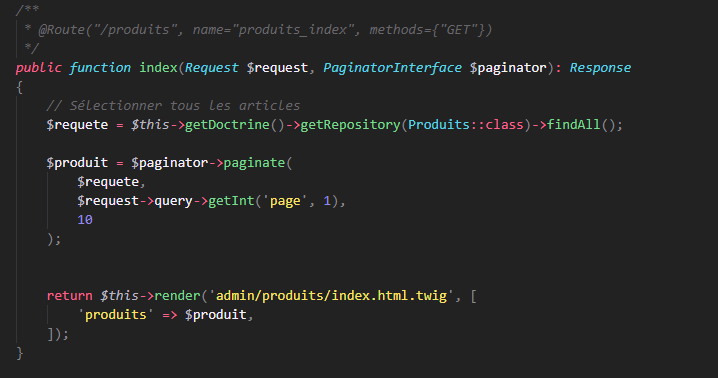 /**
 * @Route("/produits", name="produits_index", methods={"GET"})
 */
public function index(Request $request, PaginatorInterface $paginator): Response
{
    // Sélectionner tous les articles
    $requete = $this->getDoctrine()->getRepository(Produits::class)->findAll();

    $produit = $paginator->paginate(
        $requete,
        $request->query->getInt('page', 1),
        10
    );


    return $this->render('admin/produits/index.html.twig', [
        'produits' => $produit,
    ]);
}